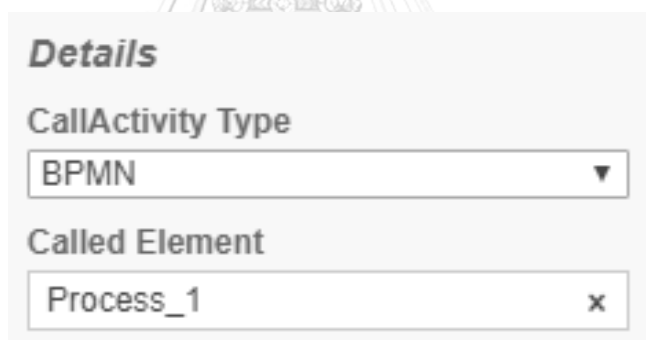 Details
CallActivity Type
BPMN
Called Element
Process_1